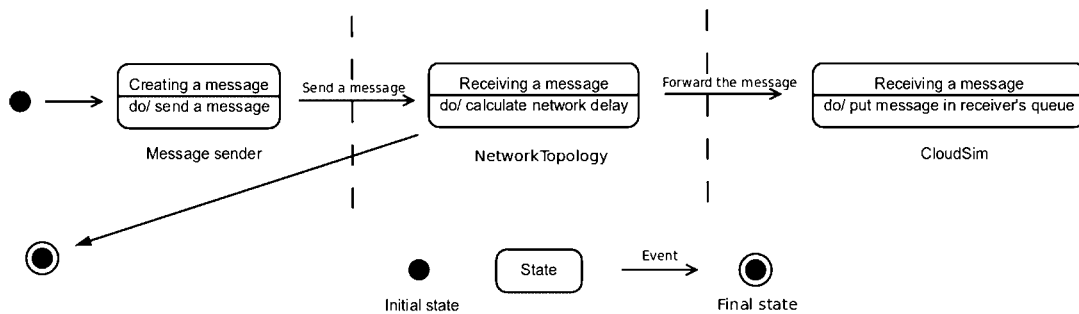 Creating a message
do/ send a message
Message sender
Send a message
Receiving a message
do/ calculate network delay
NetworkTopology
Forward the message
Receiving a message
do/ put message in receiver's queue
CloudSim
Initial state
State
Event
Final state